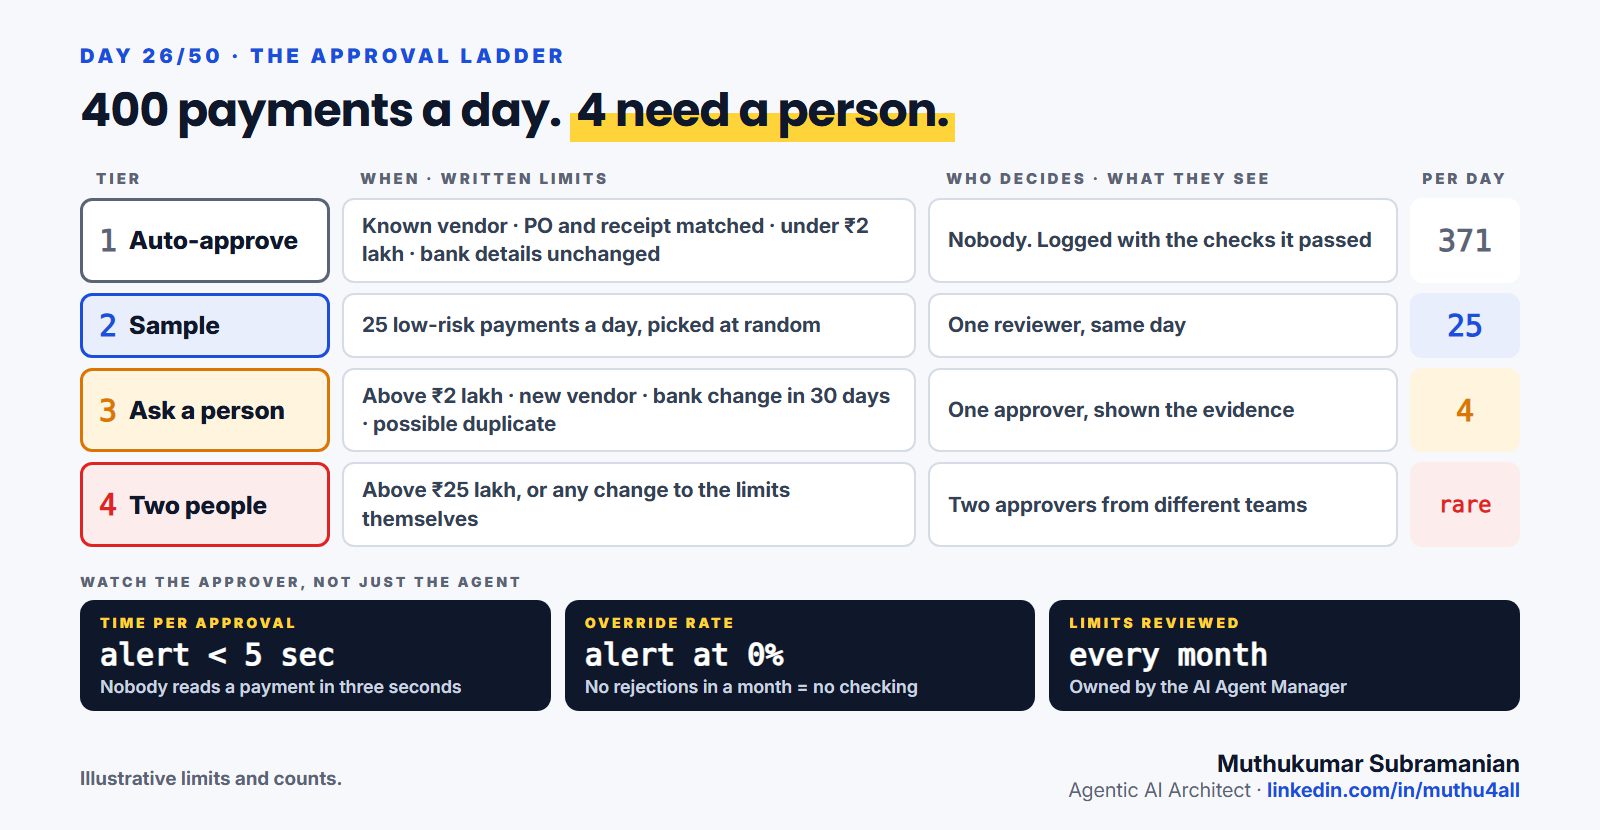 DAY 26/50 · THE APPROVAL LADDER
400 payments a day. 4 need a person.
TIER
WHEN · WRITTEN LIMITS
WHO DECIDES · WHAT THEY SEE
PER DAY
1 Auto-approve
Known vendor · PO and receipt matched · under ₹2
lakh · bank details unchanged
Nobody. Logged with the checks it passed
371
2 Sample
25 low-risk payments a day, picked at random
One reviewer, same day
25
3 Ask a person
Above ₹2 lakh · new vendor · bank change in 30 days
· possible duplicate
One approver, shown the evidence
4
4 Two people
Above ₹25 lakh, or any change to the limits
themselves
Two approvers from different teams
rare
WATCH THE APPROVER, NOT JUST THE AGENT
TIME PER APPROVAL
alert < 5 sec
Nobody reads a payment in three seconds
OVERRIDE RATE
alert at 0%
No rejections in a month = no checking
LIMITS REVIEWED
every month
Owned by the AI Agent Manager
Illustrative limits and counts.
Muthukumar Subramanian
Agentic AI Architect · linkedin.com/in/muthu4all